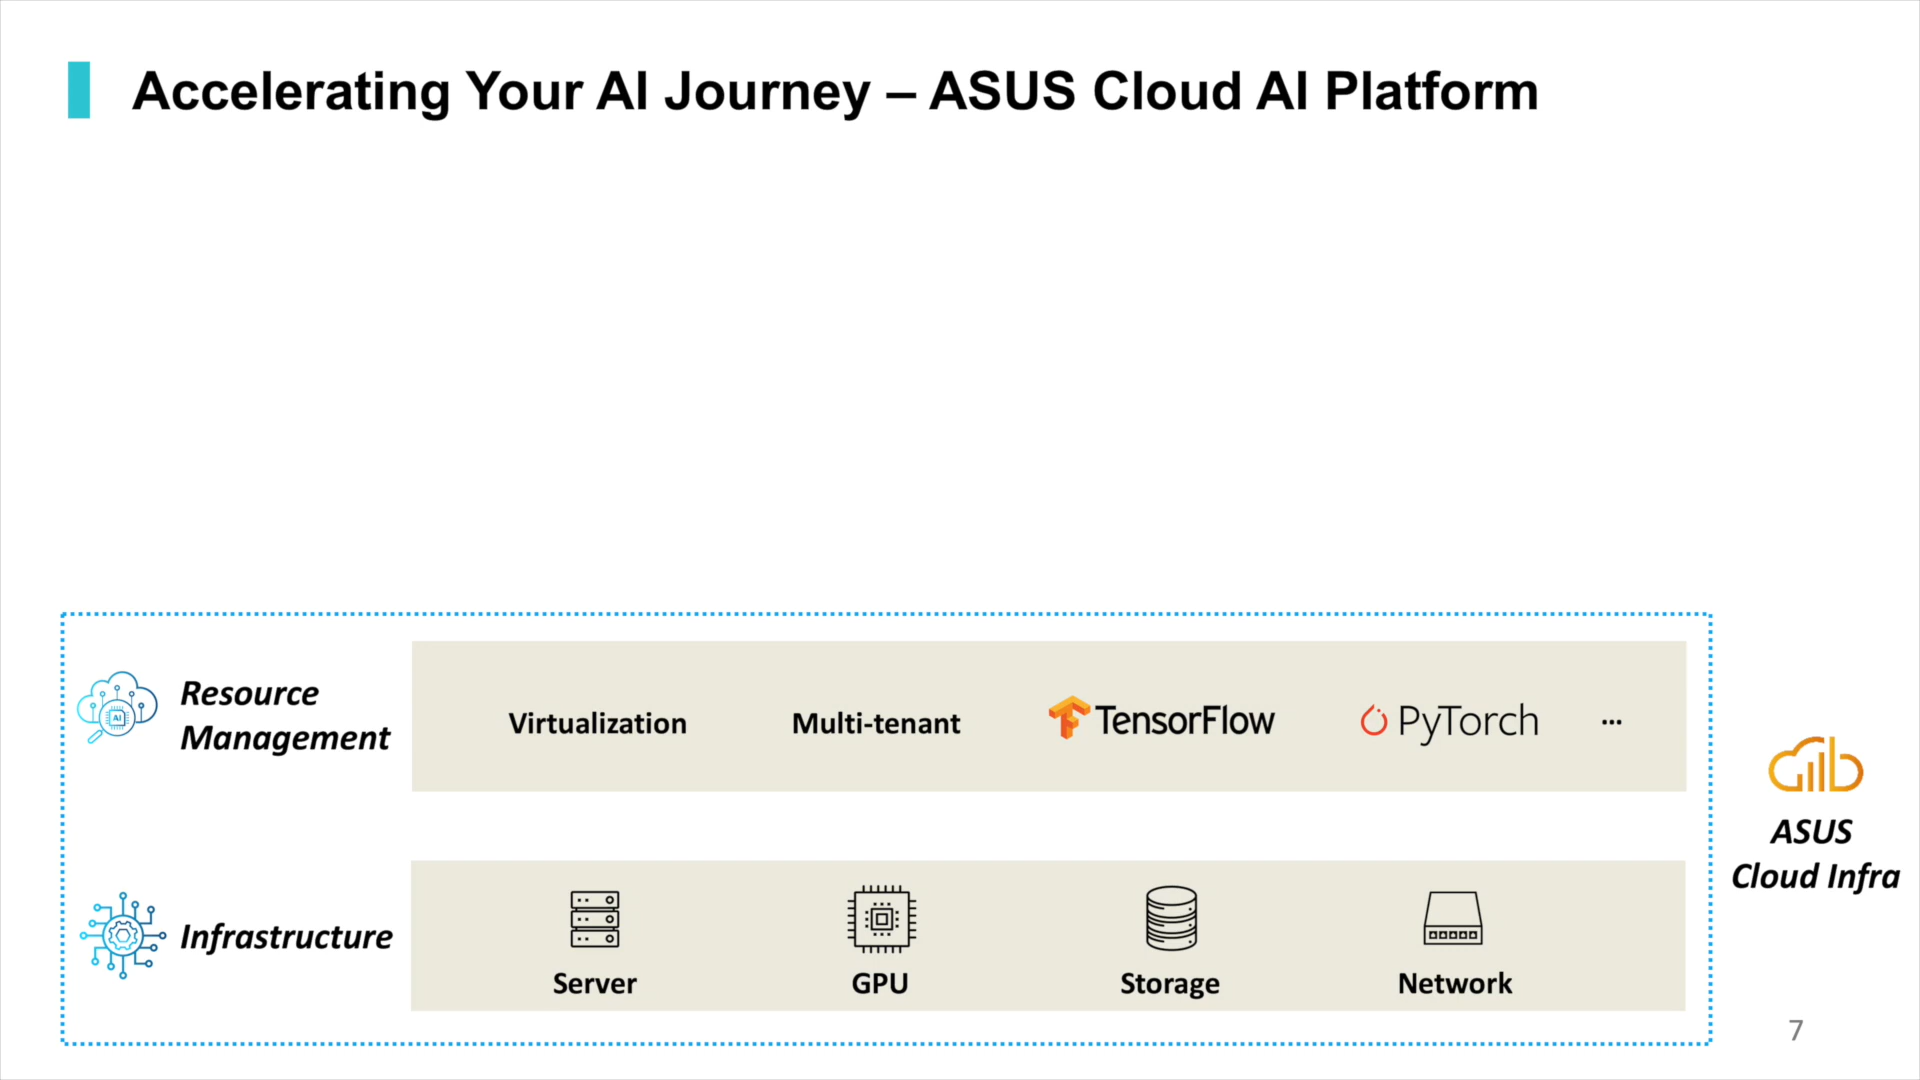 Accelerating Your AI Journey – ASUS Cloud AI Platform
Resource
Management
Virtualization
Multi-tenant
TensorFlow
PyTorch
...
Infrastructure
AI
Server
GPU
Storage
Network
ASUS
Cloud Infra
7